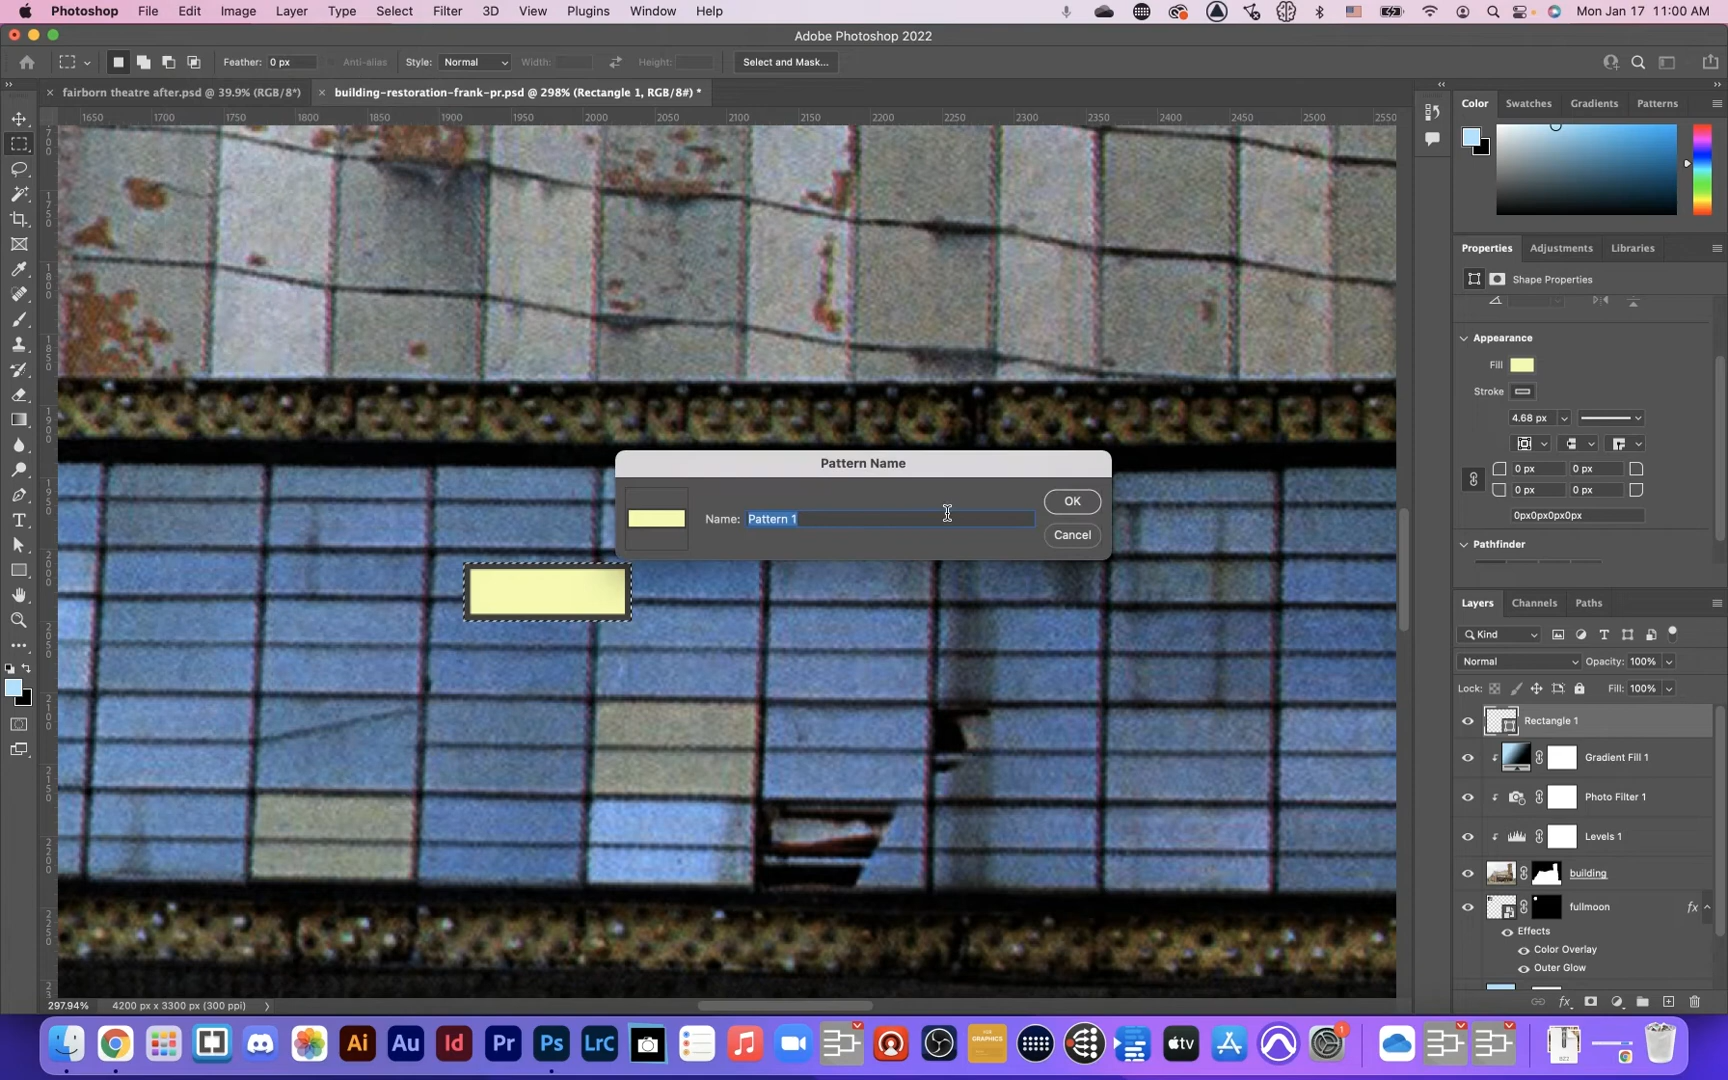 Photoshop File Edit Image Layer Type Select Filter 3D View Plugins Window Help Mon Jan 17 11:00 AM
Adobe Photoshop 2022
Feather: 0 px Anti-alias Style: Normal Width: Height: Select and Mask...
fairborn theatre after.psd @ 39.9% (RGB/8*) building-restoration-frank-pr.psd @ 298% (Rectangle 1, RGB/8#) *
1650 1700 1750 1800 1850 1900 1950 2000 2050 2100 2150 2200 2250 2300 2350 2400 2450 2500 2550
Color Swatches Gradients Patterns
Properties Adjustments Libraries
Shape Properties
Appearance
Fill
Stroke
4.68 px
0 px 0 px
0 px 0 px
0px0px0px0px
Pathfinder
Pattern Name
Name: Pattern 1
OK
Cancel
Layers Channels Paths
Kind
Normal Opacity: 100%
Lock: Fill: 100%
Rectangle 1
Gradient Fill 1
Photo Filter 1
Levels 1
building
fullmoon fx
Effects
Color Overlay
Outer Glow
297.94% 4200 px x 3300 px (300 ppi)
fx
Ai Au Id Pr Ps LrC GRAPHICS tv 1